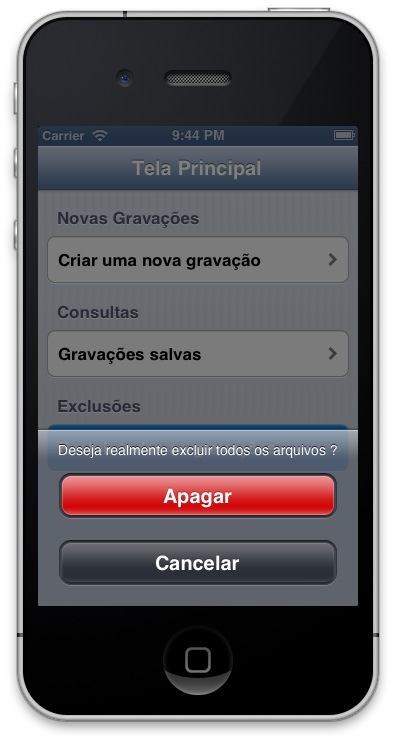 Carrier 9:44 PM
Tela Principal
Novas Gravações
Criar uma nova gravação
Consultas
Gravações salvas
Exclusões
Deseja realmente excluir todos os arquivos ?
Apagar
Cancelar